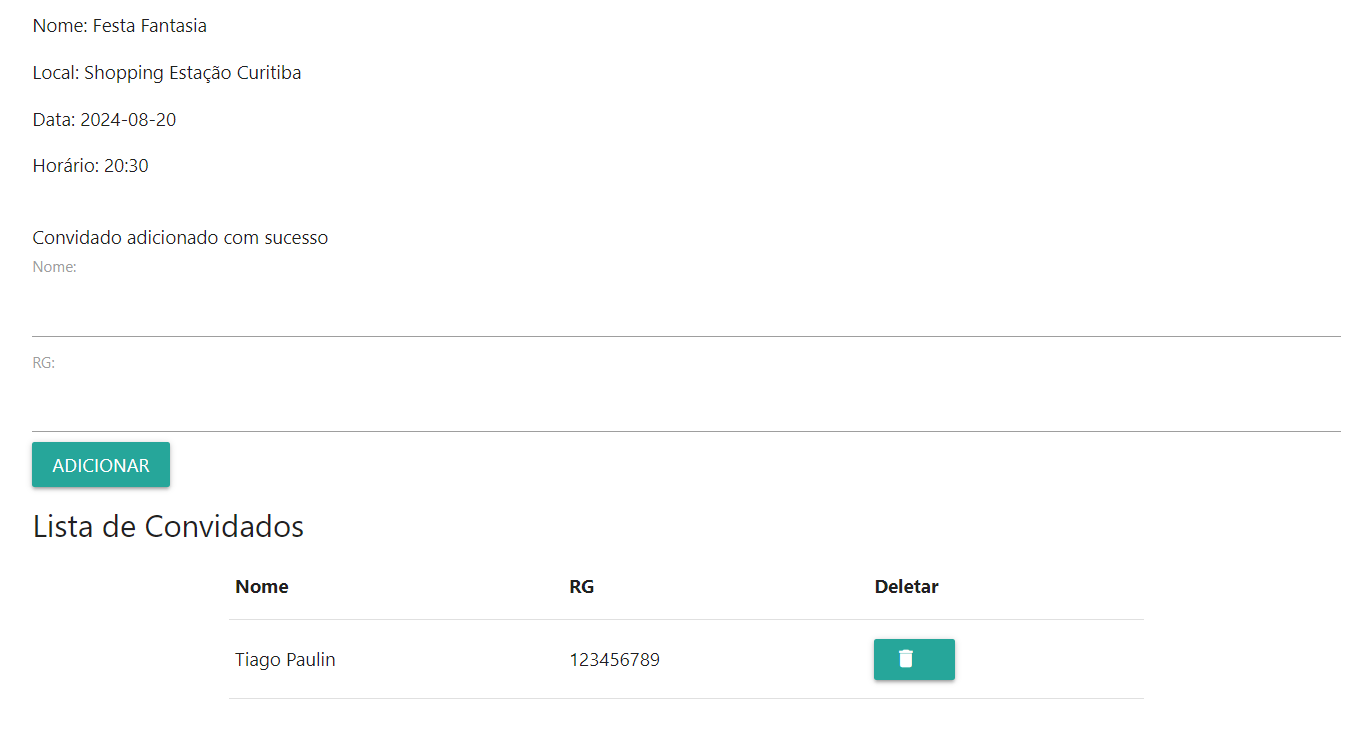 Nome: Festa Fantasia
Local: Shopping Estação Curitiba
Data: 2024-08-20
Horário: 20:30
Convidado adicionado com sucesso
Nome:
RG:
ADICIONAR
Lista de Convidados
Nome RG Deletar
Tiago Paulin 123456789